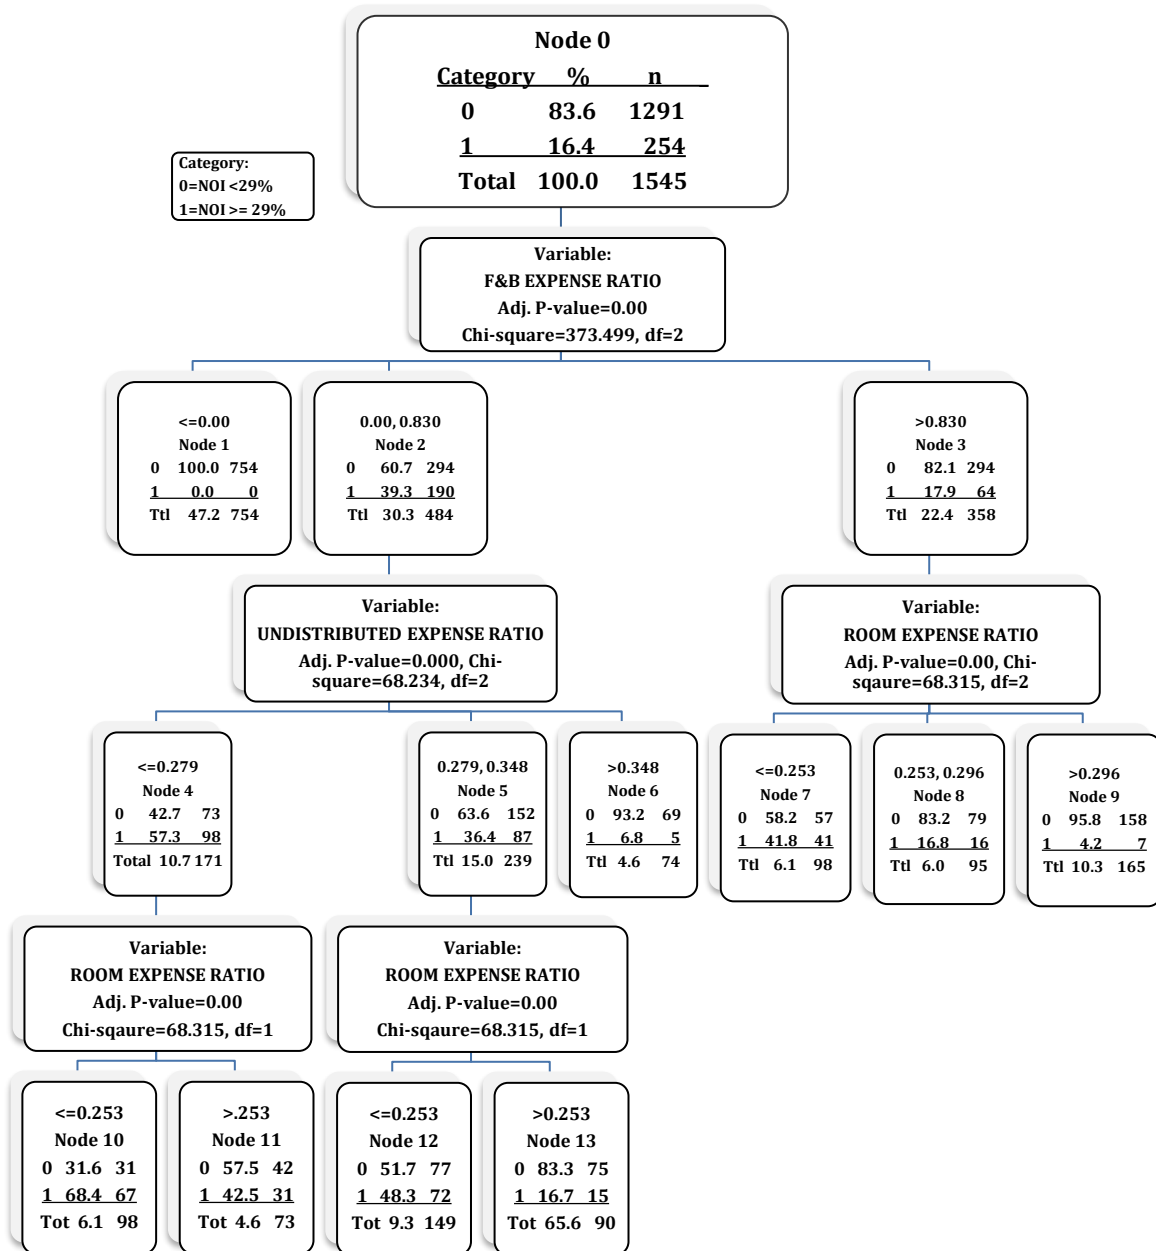 Node 0
Category % n
0 83.6 1291
1 16.4 254
Total 100.0 1545
Category:
0=NOI <29%
1=NOI >= 29%
Variable:
F&B EXPENSE RATIO
Adj. P-value=0.00
Chi-square=373.499, df=2
<=0.00
Node 1
0 100.0 754
1 0.0 0
Ttl 47.2 754
0.00, 0.830
Node 2
0 60.7 294
1 39.3 190
Ttl 30.3 484
>0.830
Node 3
0 82.1 294
1 17.9 64
Ttl 22.4 358
Variable:
UNDISTRIBUTED EXPENSE RATIO
Adj. P-value=0.000, Chi-
square=68.234, df=2
Variable:
ROOM EXPENSE RATIO
Adj. P-value=0.00, Chi-
sqaure=68.315, df=2
<=0.279
Node 4
0 42.7 73
1 57.3 98
Total 10.7 171
0.279, 0.348
Node 5
0 63.6 152
1 36.4 87
Ttl 15.0 239
>0.348
Node 6
0 93.2 69
1 6.8 5
Ttl 4.6 74
<=0.253
Node 7
0 58.2 57
1 41.8 41
Ttl 6.1 98
0.253, 0.296
Node 8
0 83.2 79
1 16.8 16
Ttl 6.0 95
>0.296
Node 9
0 95.8 158
1 4.2 7
Ttl 10.3 165
Variable:
ROOM EXPENSE RATIO
Adj. P-value=0.00
Chi-sqaure=68.315, df=1
Variable:
ROOM EXPENSE RATIO
Adj. P-value=0.00
Chi-sqaure=68.315, df=1
<=0.253
Node 10
0 31.6 31
1 68.4 67
Tot 6.1 98
>.253
Node 11
0 57.5 42
1 42.5 31
Tot 4.6 73
<=0.253
Node 12
0 51.7 77
1 48.3 72
Tot 9.3 149
>0.253
Node 13
0 83.3 75
1 16.7 15
Tot 65.6 90